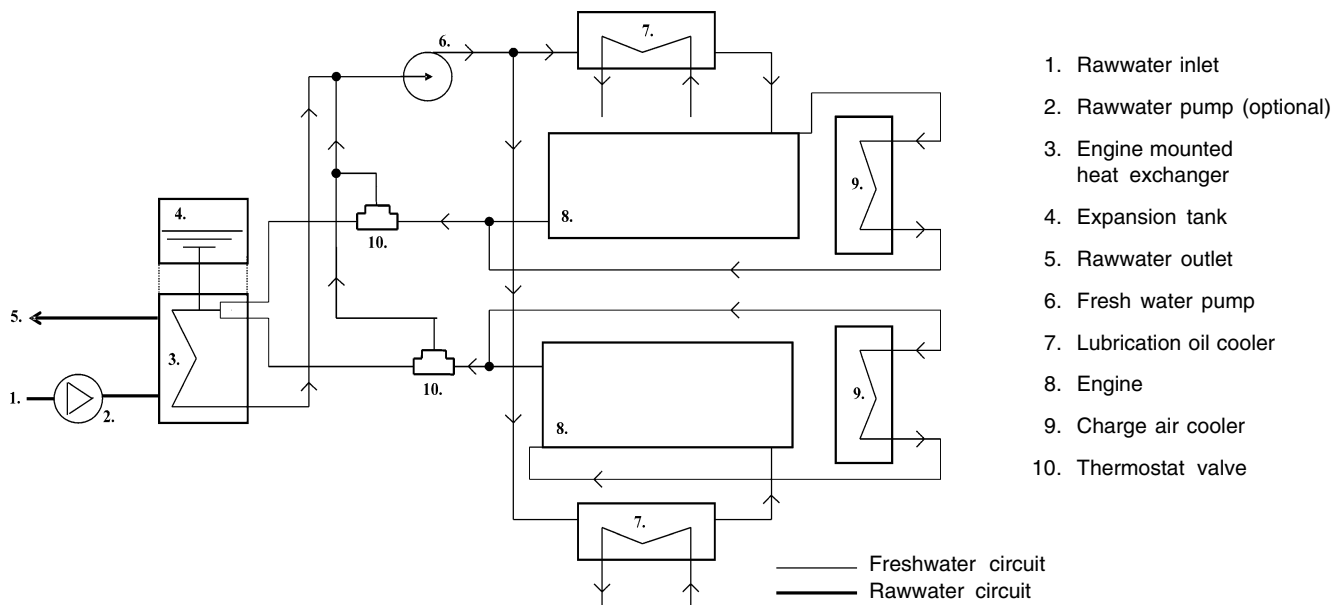 6.
7.
4.
9.
8.
10.
5.
3.
1.
2.
10.
8.
9.
7.
1. Rawwater inlet
2. Rawwater pump (optional)
3. Engine mounted
heat exchanger
4. Expansion tank
5. Rawwater outlet
6. Fresh water pump
7. Lubrication oil cooler
8. Engine
9. Charge air cooler
10. Thermostat valve
Freshwater circuit
Rawwater circuit